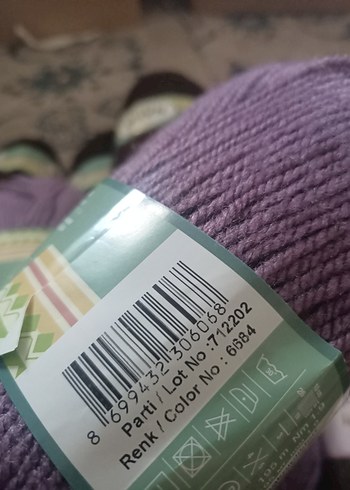 8 699432 306068
Parti / Lot No :712202
Renk / Color No : 6684